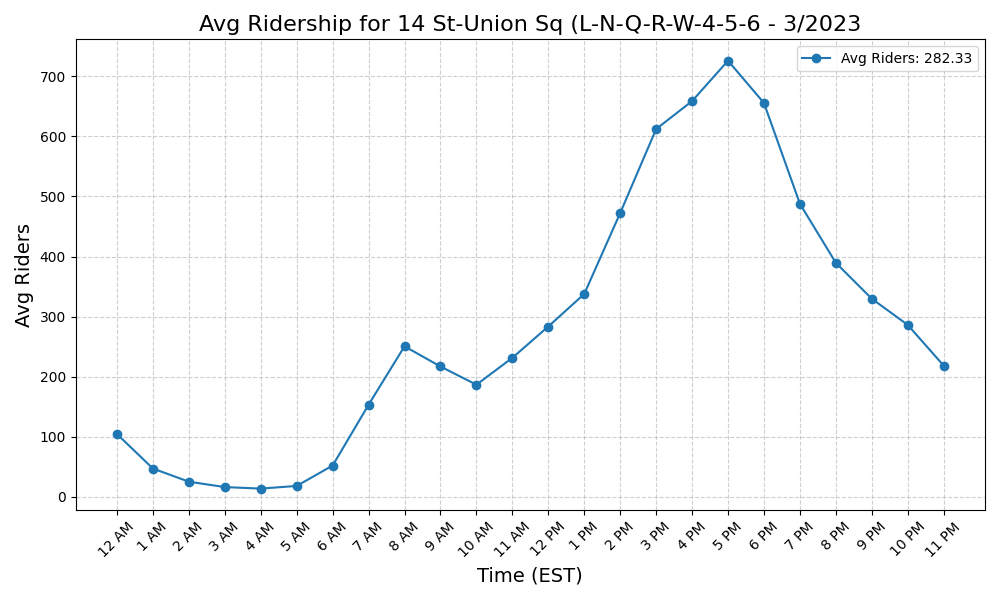 Avg Ridership for 14 St-Union Sq (L-N-Q-R-W-4-5-6 - 3/2023
Avg Riders: 282.33
Avg Riders
700
600
500
400
300
200
100
0
12 AM
1 AM
2 AM
3 AM
4 AM
5 AM
6 AM
7 AM
8 AM
9 AM
10 AM
11 AM
12 PM
1 PM
2 PM
3 PM
4 PM
5 PM
6 PM
7 PM
8 PM
9 PM
10 PM
11 PM
Time (EST)